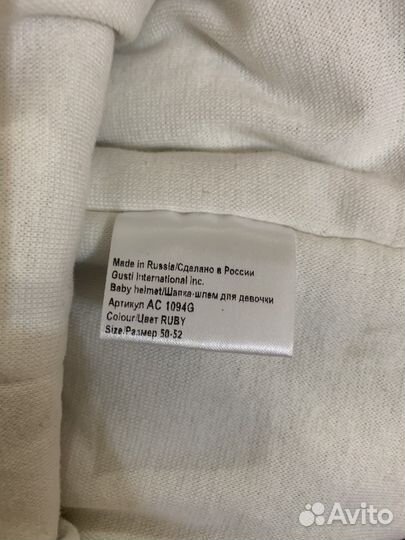 Made in Russia/Сделано в России
Gusti International inc.
Baby helmet/Шапка-шлем для девочки
Артикул AC 1094G
Colour/Цвет RUBY
Size/Размер 50-52
Avito